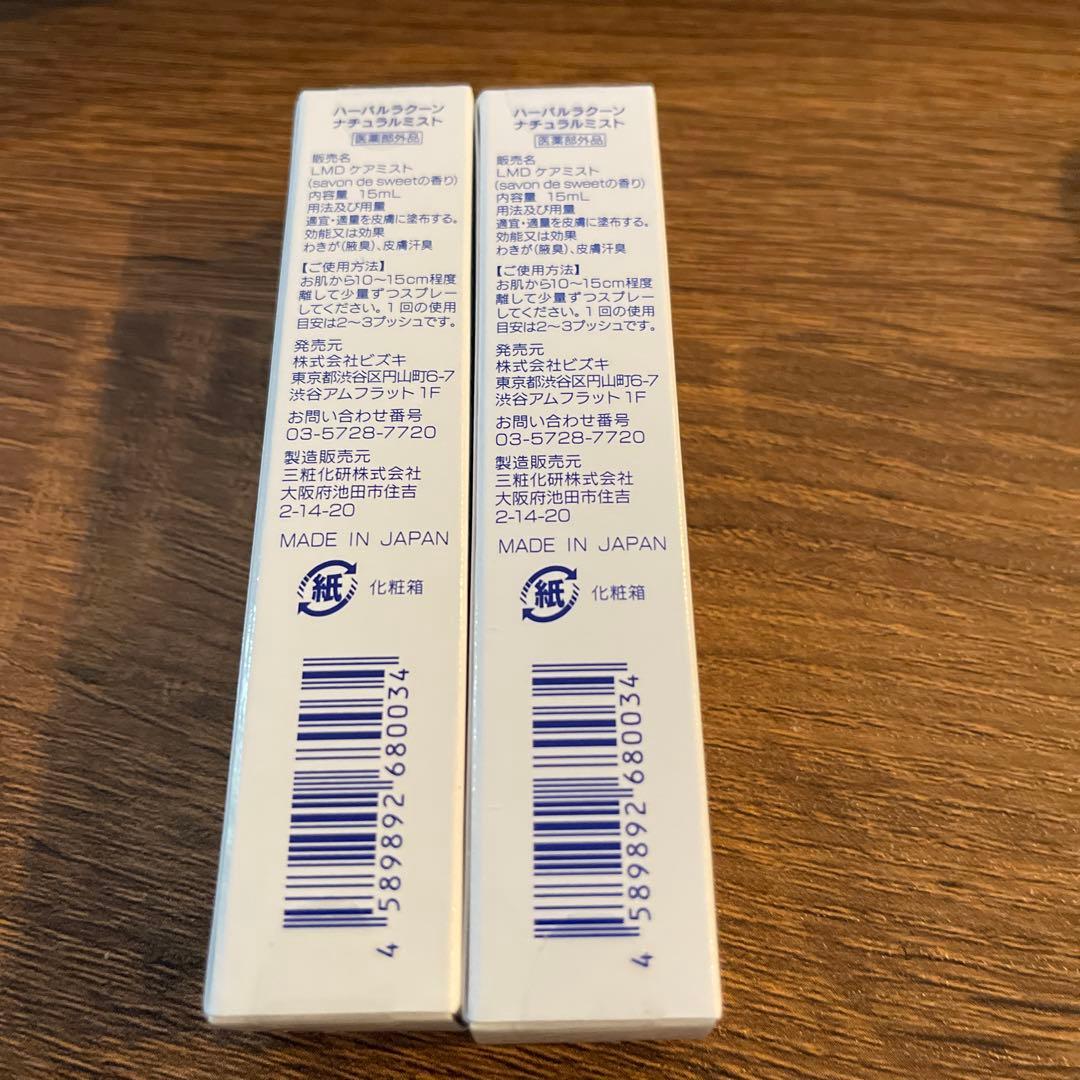 ハーバルラクーン
ナチュラルミスト
医薬部外品
販売名
LMD ケアミスト
(savon de sweetの香り)
内容量 15mL
用法及び用量
適宜・適量を皮膚に塗布する。
効能又は効果
わきが(腋臭)、皮膚汗臭
【ご使用方法】
お肌から10〜15cm程度
離して少量ずつスプレー
してください。1回の使用
目安は2〜3プッシュです。
発売元
株式会社ビズキ
東京都渋谷区円山町6-7
渋谷アムフラット1F
お問い合わせ番号
03-5728-7720
製造販売元
三粧化研株式会社
大阪府池田市住吉
2-14-20
MADE IN JAPAN
紙 化粧箱
4 589892 680034
ハーバルラクーン
ナチュラルミスト
医薬部外品
販売名
LMD ケアミスト
(savon de sweetの香り)
内容量 15mL
用法及び用量
適宜・適量を皮膚に塗布する。
効能又は効果
わきが(腋臭)、皮膚汗臭
【ご使用方法】
お肌から10〜15cm程度
離して少量ずつスプレー
してください。1回の使用
目安は2〜3プッシュです。
発売元
株式会社ビズキ
東京都渋谷区円山町6-7
渋谷アムフラット1F
お問い合わせ番号
03-5728-7720
製造販売元
三粧化研株式会社
大阪府池田市住吉
2-14-20
MADE IN JAPAN
紙 化粧箱
4 589892 680034